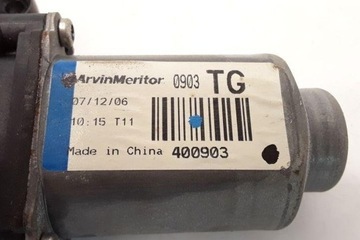 ArvinMeritor 0903 TG
07/12/06
10:15 T11
Made in China 400903